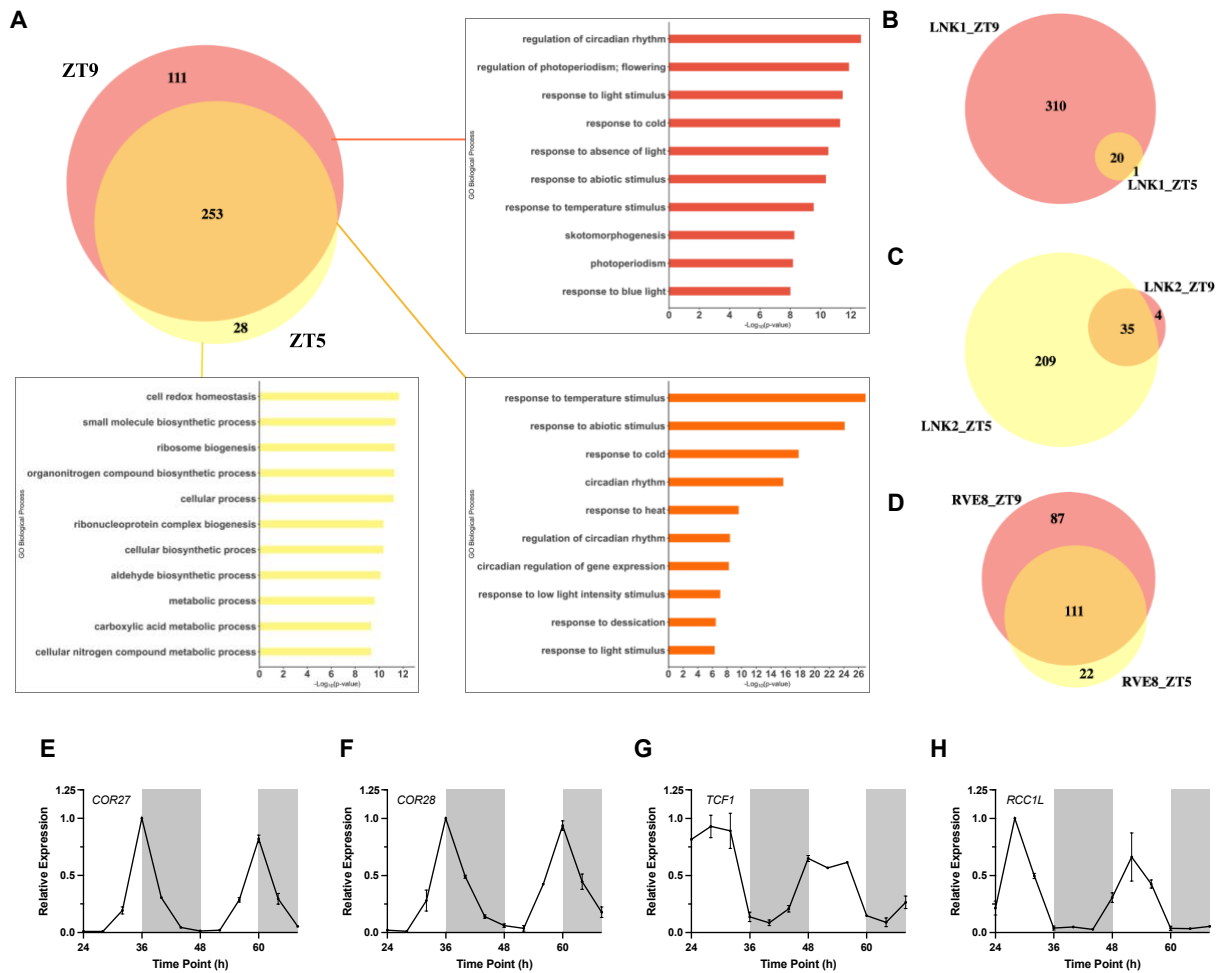 A
ZT9
111
253
28
ZT5
GO Biological Process
regulation of circadian rhythm
regulation of photoperiodism; flowering
response to light stimulus
response to cold
response to absence of light
response to abiotic stimulus
response to temperature stimulus
skotomorphogenesis
photoperiodism
response to blue light
0 2 4 6 8 10 12
-Log10(p-value)
GO Biological Process
cell redox homeostasis
small molecule biosynthetic process
ribosome biogenesis
organonitrogen compound biosynthetic process
cellular process
ribonucleoprotein complex biogenesis
cellular biosynthetic proces
aldehyde biosynthetic process
metabolic process
carboxylic acid metabolic process
cellular nitrogen compound metabolic process
0 2 4 6 8 10 12
-Log10(p-value)
GO Biological Process
response to temperature stimulus
response to abiotic stimulus
response to cold
circadian rhythm
response to heat
regulation of circadian rhythm
circadian regulation of gene expression
response to low light intensity stimulus
response to dessication
response to light stimulus
0 2 4 6 8 10 12 14 16 18 20 22 24 26
-Log10(p-value)
B
LNK1_ZT9
310
20
1
LNK1_ZT5
C
LNK2_ZT9
4
35
209
LNK2_ZT5
D
RVE8_ZT9
87
111
22
RVE8_ZT5
E
COR27
Relative Expression
1.25
1.0
0.5
0.0
24 36 48 60
Time Point (h)
F
COR28
Relative Expression
1.25
1.0
0.5
0.0
24 36 48 60
Time Point (h)
G
TCF1
Relative Expression
1.25
1.0
0.5
0.0
24 36 48 60
Time Point (h)
H
RCC1L
Relative Expression
1.25
1.0
0.5
0.0
24 36 48 60
Time Point (h)